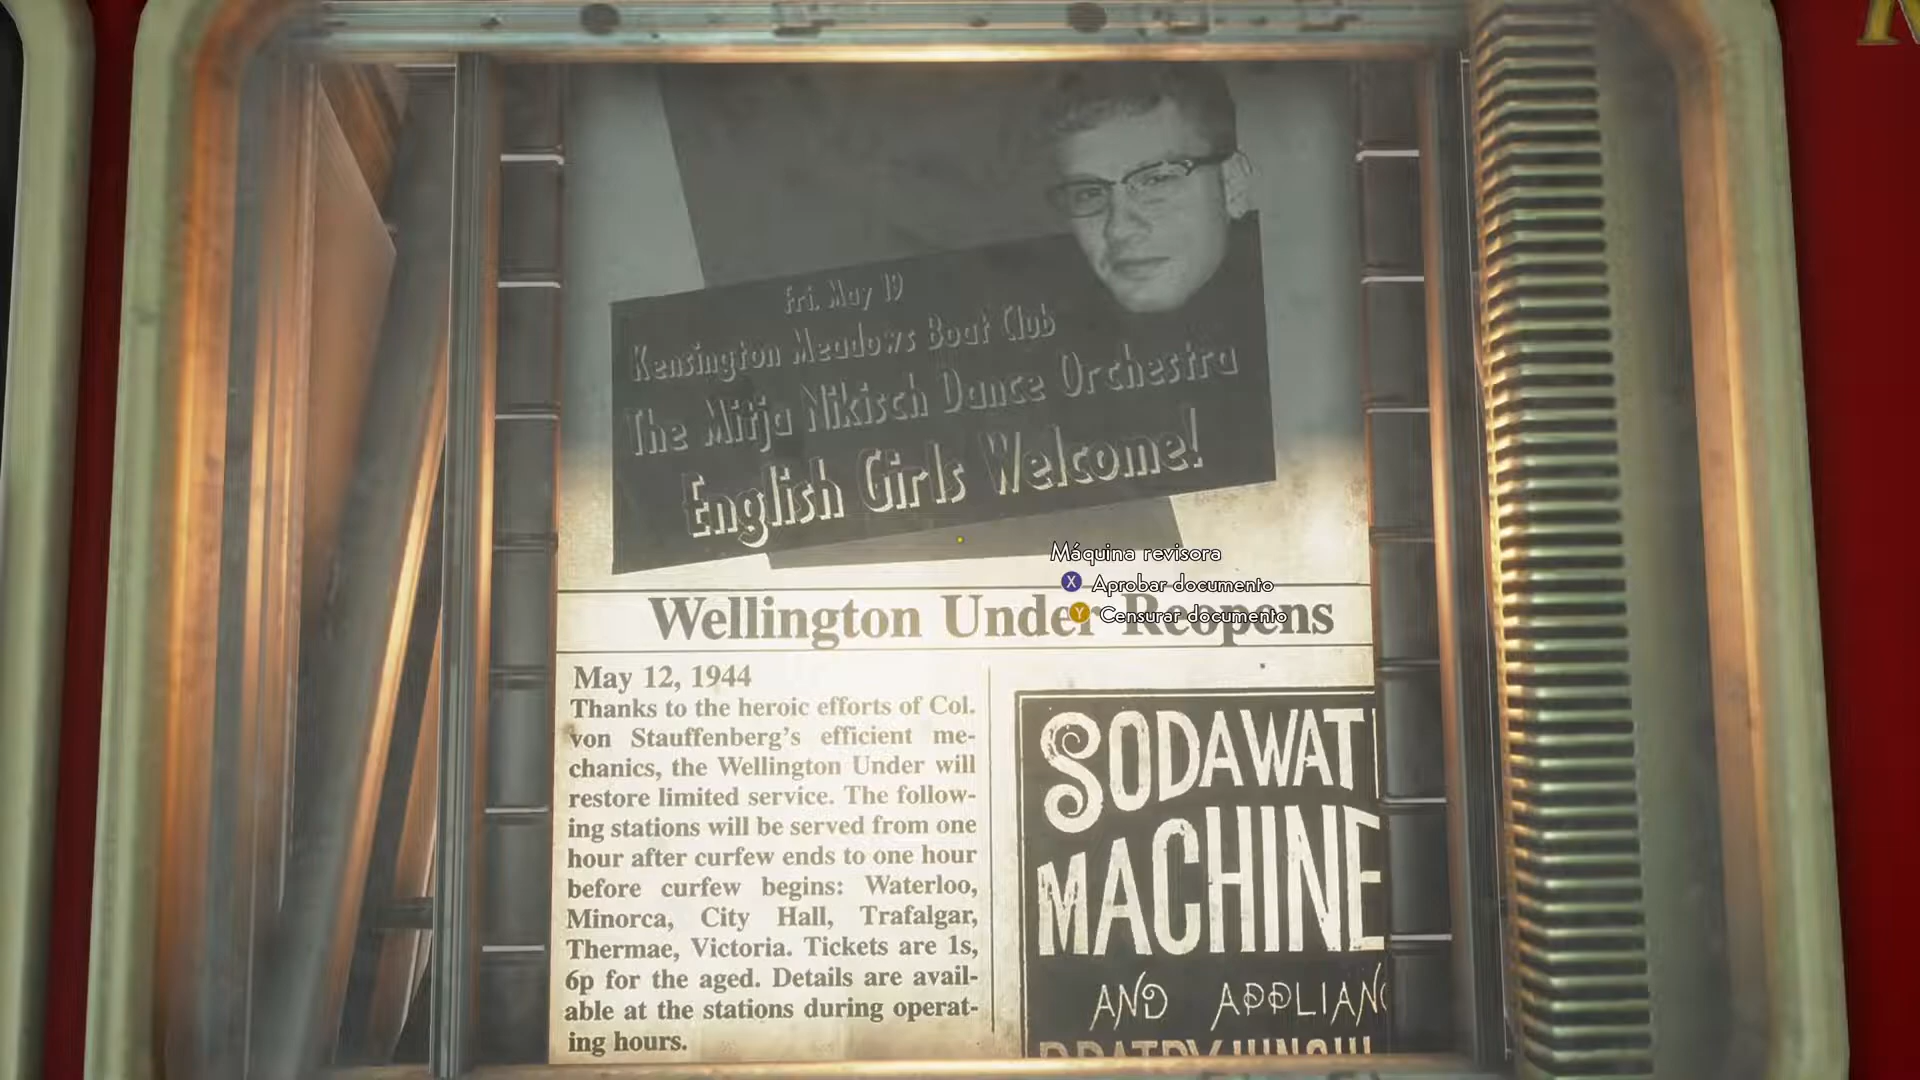 Fri. May 19
Kensington Meadows Boat Club
The Mitja Nikisch Dance Orchestra
English Girls Welcome!
Máquina revisora
X Aprobar documento
Y Censurar documento
Wellington Under Reopens
May 12, 1944
Thanks to the heroic efforts of Col.
von Stauffenberg's efficient me-
chanics, the Wellington Under will
restore limited service. The follow-
ing stations will be served from one
hour after curfew ends to one hour
before curfew begins: Waterloo,
Minorca, City Hall, Trafalgar,
Thermae, Victoria. Tickets are 1s,
6p for the aged. Details are avail-
able at the stations during operat-
ing hours.
SODAWAT
MACHINE
AND APPLIANC